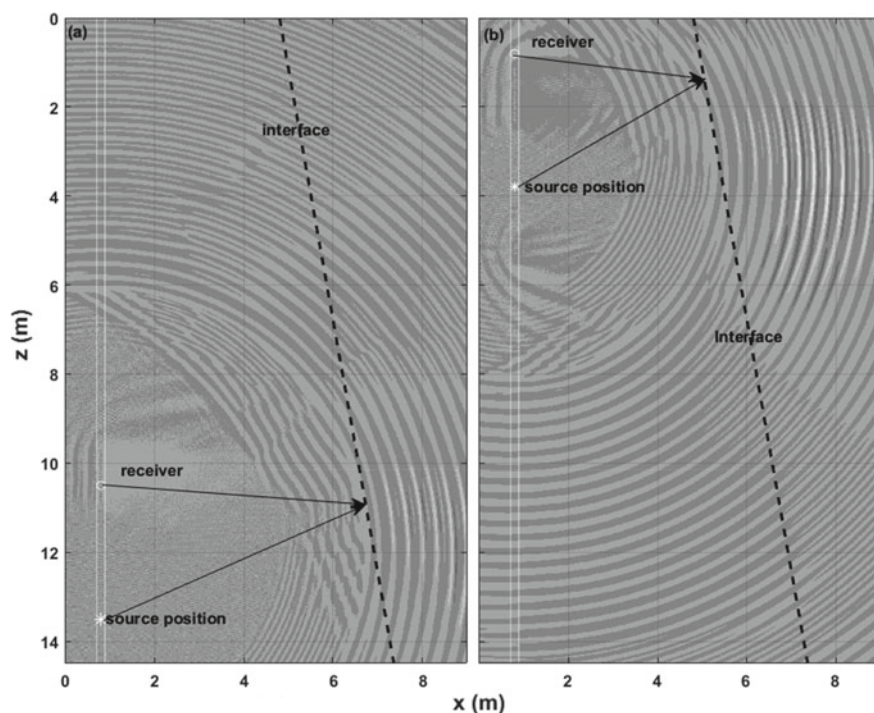 (a)
receiver
interface
source position
0
2
4
6
8
10
12
14
z (m)
0
2
4
6
8
(b)
receiver
source position
Interface
2
4
6
8
x (m)